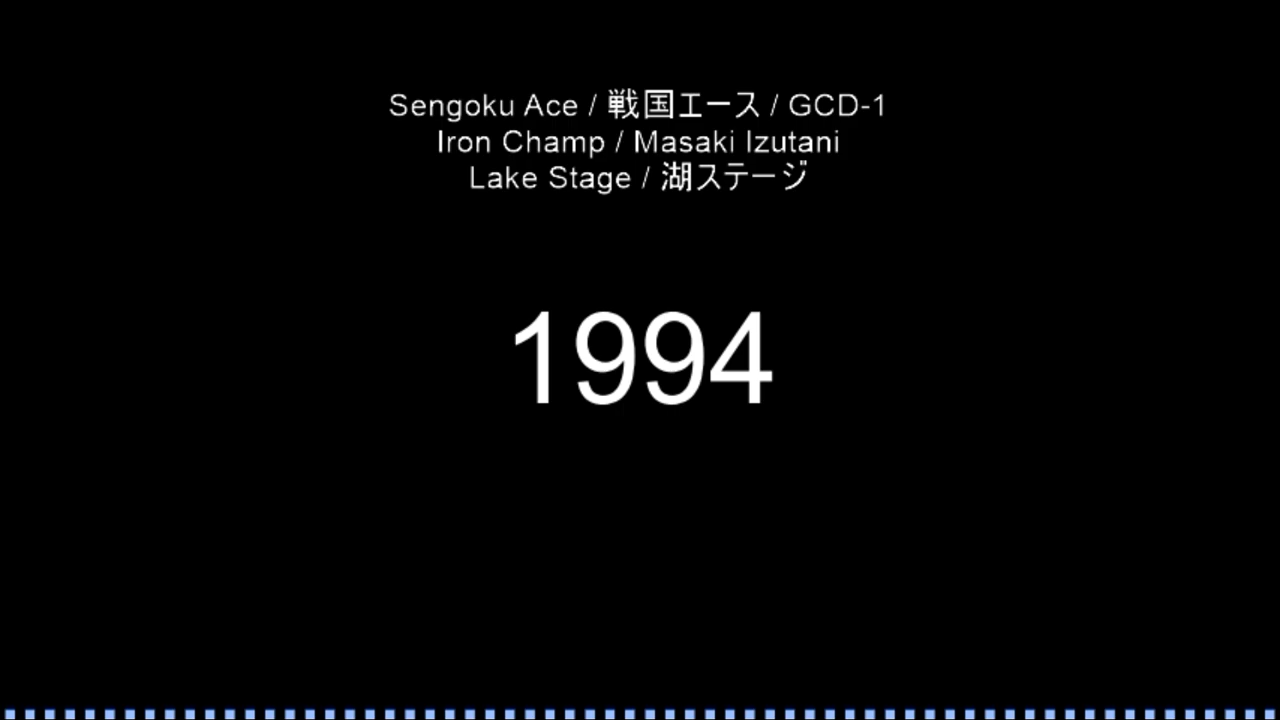 Sengoku Ace / 戦国エース / GCD-1
Iron Champ / Masaki Izutani
Lake Stage / 湖ステージ
1994